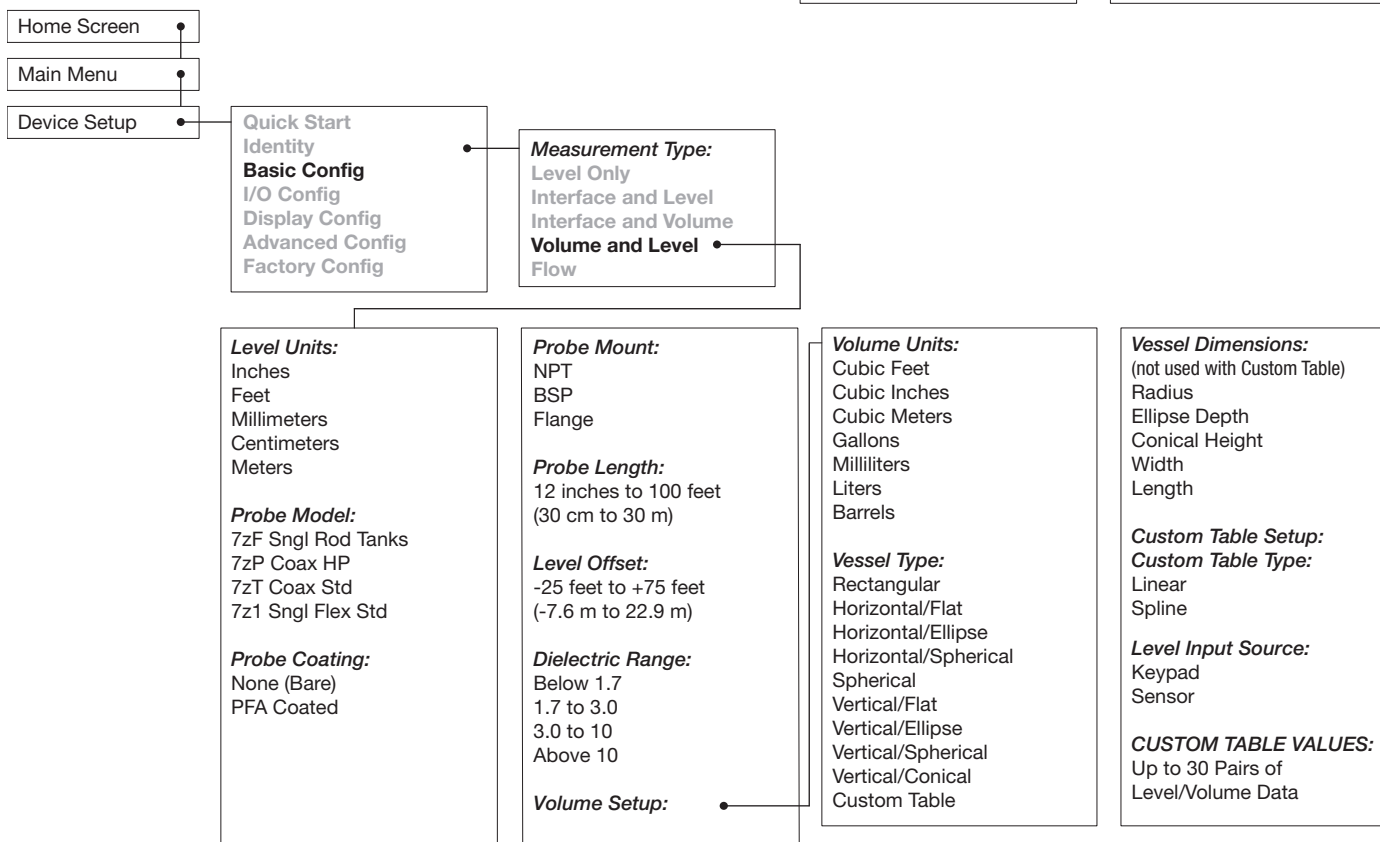 Home Screen
Main Menu
Device Setup
Quick Start
Identity
Basic Config
I/O Config
Display Config
Advanced Config
Factory Config
Measurement Type:
Level Only
Interface and Level
Interface and Volume
Volume and Level
Flow
Level Units:
Inches
Feet
Millimeters
Centimeters
Meters
Probe Model:
7zF Sngl Rod Tanks
7zP Coax HP
7zT Coax Std
7z1 Sngl Flex Std
Probe Coating:
None (Bare)
PFA Coated
Probe Mount:
NPT
BSP
Flange
Probe Length:
12 inches to 100 feet
(30 cm to 30 m)
Level Offset:
-25 feet to +75 feet
(-7.6 m to 22.9 m)
Dielectric Range:
Below 1.7
1.7 to 3.0
3.0 to 10
Above 10
Volume Setup:
Volume Units:
Cubic Feet
Cubic Inches
Cubic Meters
Gallons
Milliliters
Liters
Barrels
Vessel Type:
Rectangular
Horizontal/Flat
Horizontal/Ellipse
Horizontal/Spherical
Spherical
Vertical/Flat
Vertical/Ellipse
Vertical/Spherical
Vertical/Conical
Custom Table
Vessel Dimensions:
(not used with Custom Table)
Radius
Ellipse Depth
Conical Height
Width
Length
Custom Table Setup:
Custom Table Type:
Linear
Spline
Level Input Source:
Keypad
Sensor
CUSTOM TABLE VALUES:
Up to 30 Pairs of
Level/Volume Data